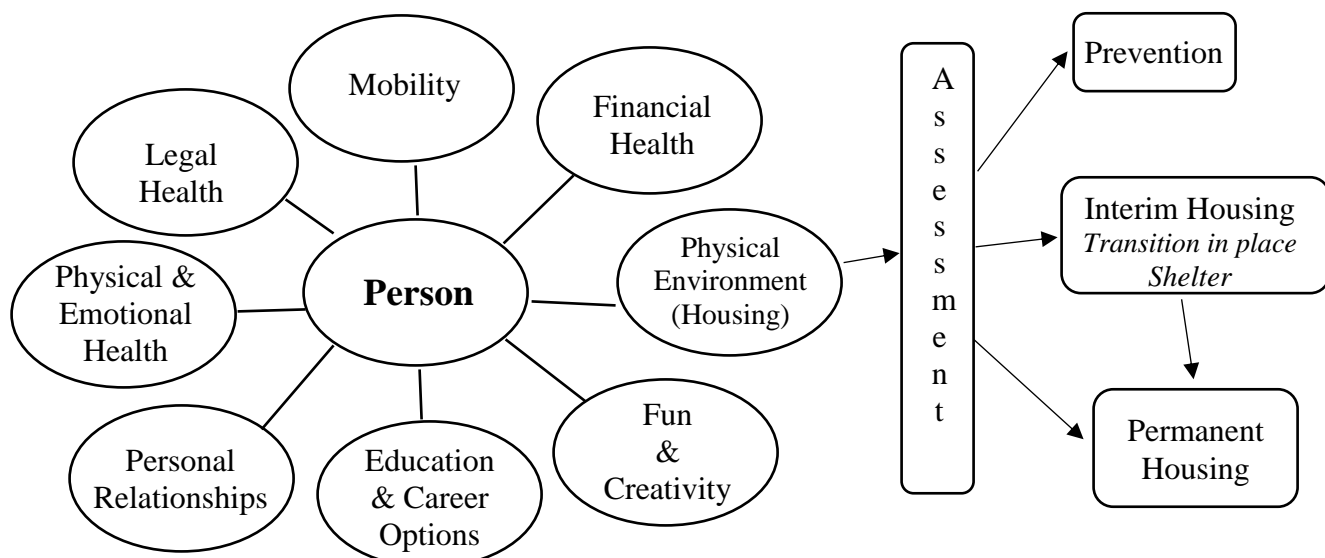 Mobility
Financial
Health
Legal
Health
Person
Physical
Environment
(Housing)
Physical &
Emotional
Health
Personal
Relationships
Education
& Career
Options
Fun
&
Creativity
A
s
s
e
s
s
m
e
n
t
Prevention
Interim Housing
Transition in place
Shelter
Permanent
Housing